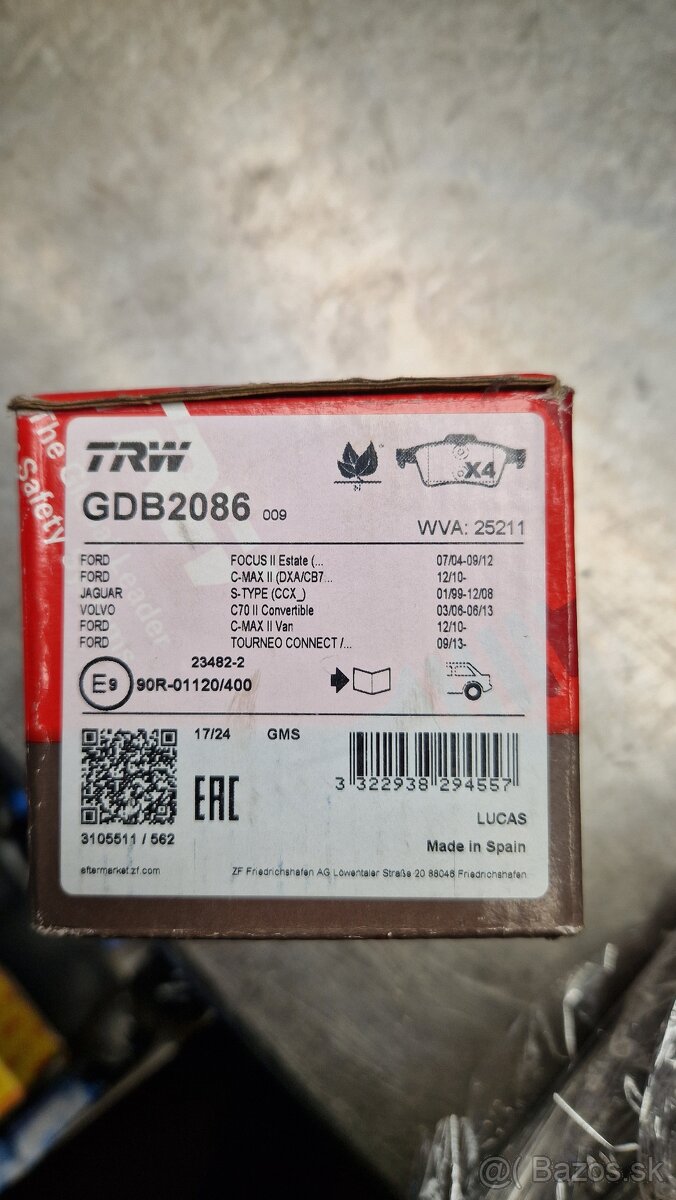 The G
Safety
Leader
TRW
X4
GDB2086 009
WVA: 25211
FORD FOCUS II Estate (... 07/04-09/12
FORD C-MAX II (DXA/CB7... 12/10-
JAGUAR S-TYPE (CCX_) 01/99-12/08
VOLVO C70 II Convertible 03/06-06/13
FORD C-MAX II Van 12/10-
FORD TOURNEO CONNECT /... 09/13-
23482-2
E9 90R-01120/400
17/24 GMS
EAC
3 322938 294557
3105511 / 562
LUCAS
Made in Spain
aftermarket.zf.com ZF Friedrichshafen AG Löwentaler Straße 20 88046 Friedrichshafen
@( Bazos.sk